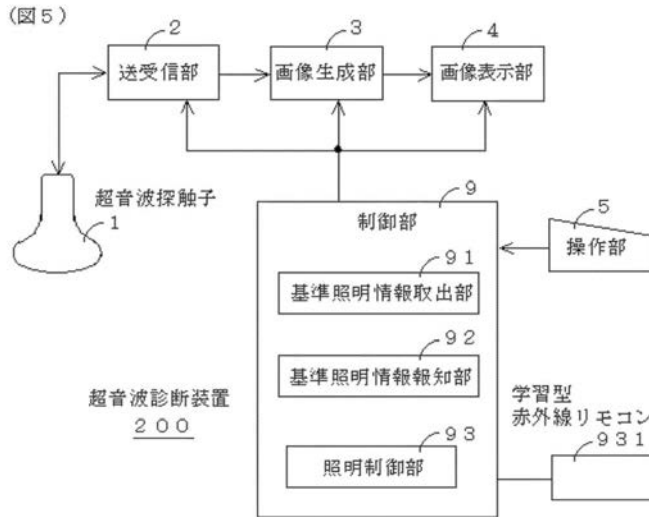 (図5)
2
3
4
送受信部
画像生成部
画像表示部
超音波探触子
1
9
制御部
5
操作部
91
基準照明情報取出部
92
基準照明情報報知部
超音波診断装置
200
93
照明制御部
学習型
赤外線リモコン
931